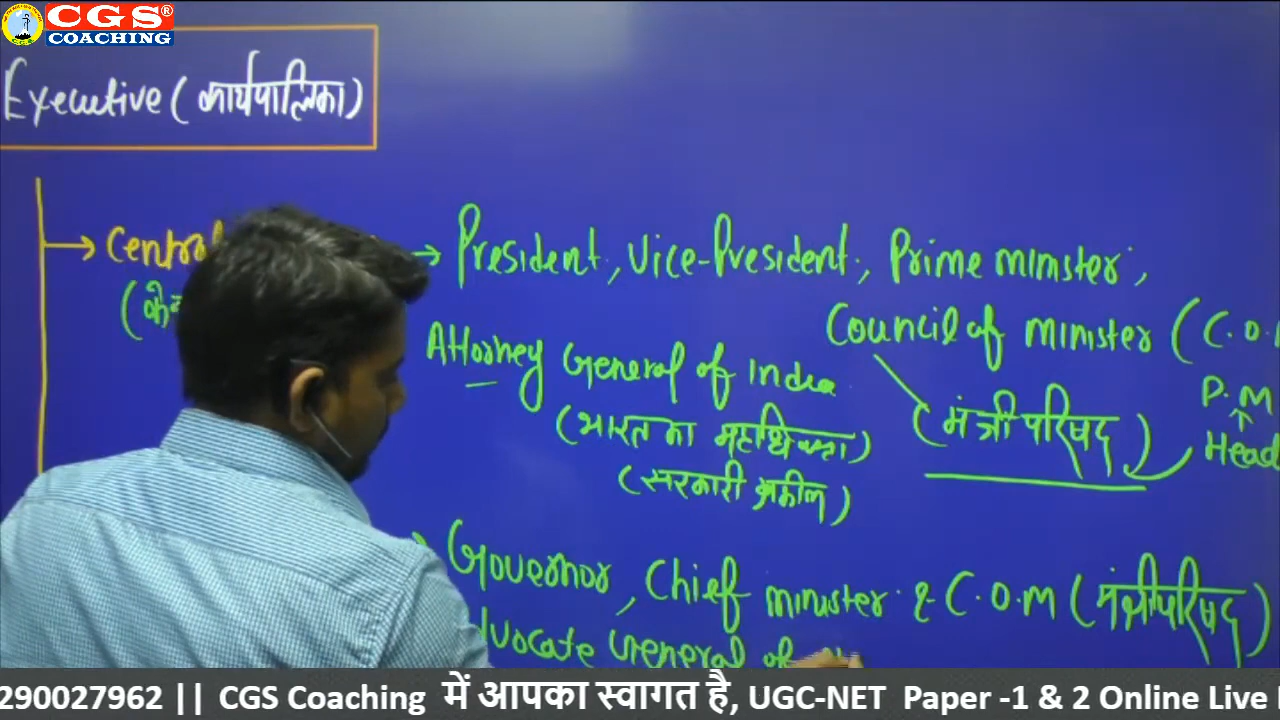 CGS®
COACHING
Executive (कार्यपालिका)
→ Central
→ President, Vice-President, Prime minister,
Council of minister (C.O.
Attorney General of India
(मंत्रीपरिषद)
P.M
Head
(भारत का महाधिवक्ता)
(सरकारी वकील)
Governor, Chief minister & C.O.M (मंत्रीपरिषद)
dvocate General of
290027962 || CGS Coaching में आपका स्वागत है, UGC-NET Paper -1 & 2 Online Live